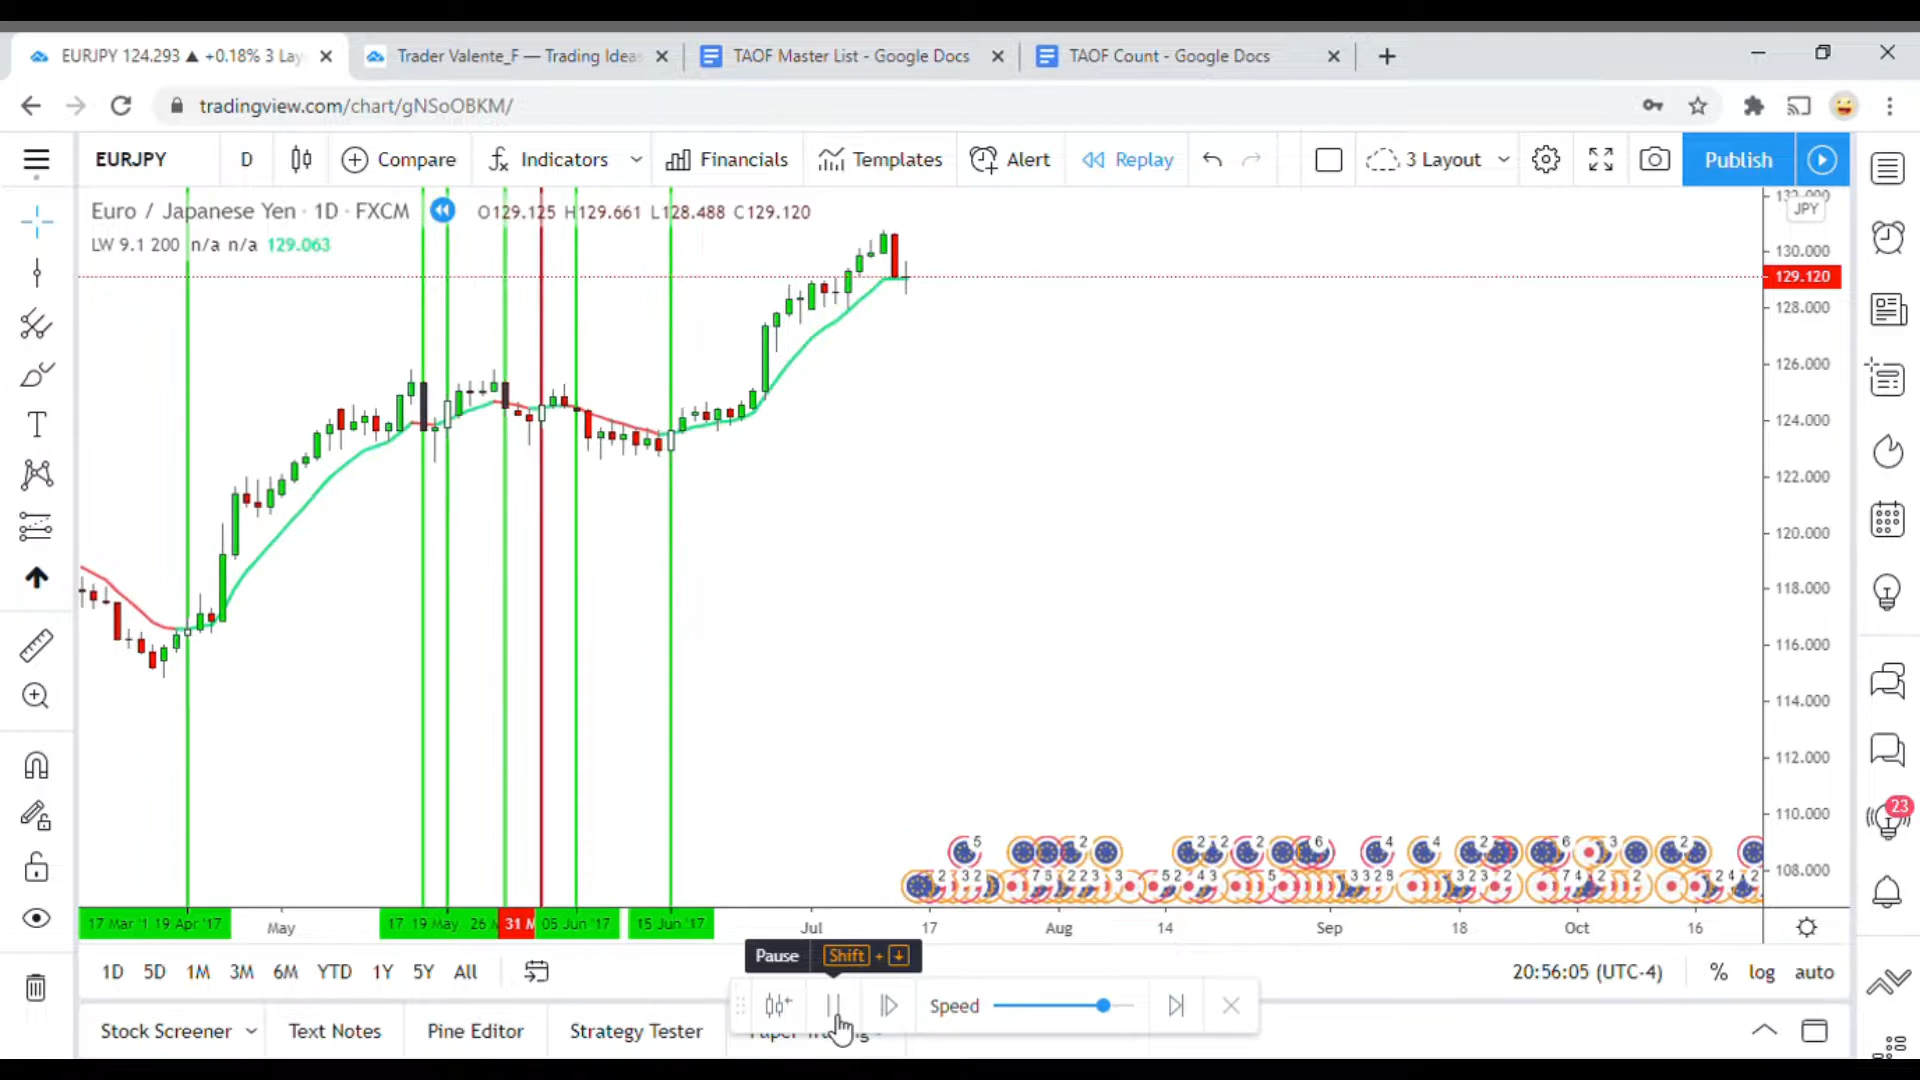 EURJPY 124.293 ▲ +0.18% 3 Lay
Trader Valente_F — Trading Ideas
TAOF Master List - Google Docs
TAOF Count - Google Docs
tradingview.com/chart/gNSoOBKM/
EURJPY D Compare Indicators Financials Templates Alert Replay 3 Layout Publish
Euro / Japanese Yen · 1D · FXCM O129.125 H129.661 L128.488 C129.120
LW 9.1 200 n/a n/a 129.063
JPY
130.000
129.120
128.000
126.000
124.000
122.000
120.000
118.000
116.000
114.000
112.000
110.000
108.000
23
17 Mar '1 19 Apr '17 May 17 19 May 26 31 M 05 Jun '17 15 Jun '17 Jul 17 Aug 14 Sep 18 Oct 16
Pause Shift + ↓
1D 5D 1M 3M 6M YTD 1Y 5Y All
20:56:05 (UTC-4) % log auto
Speed
Stock Screener Text Notes Pine Editor Strategy Tester